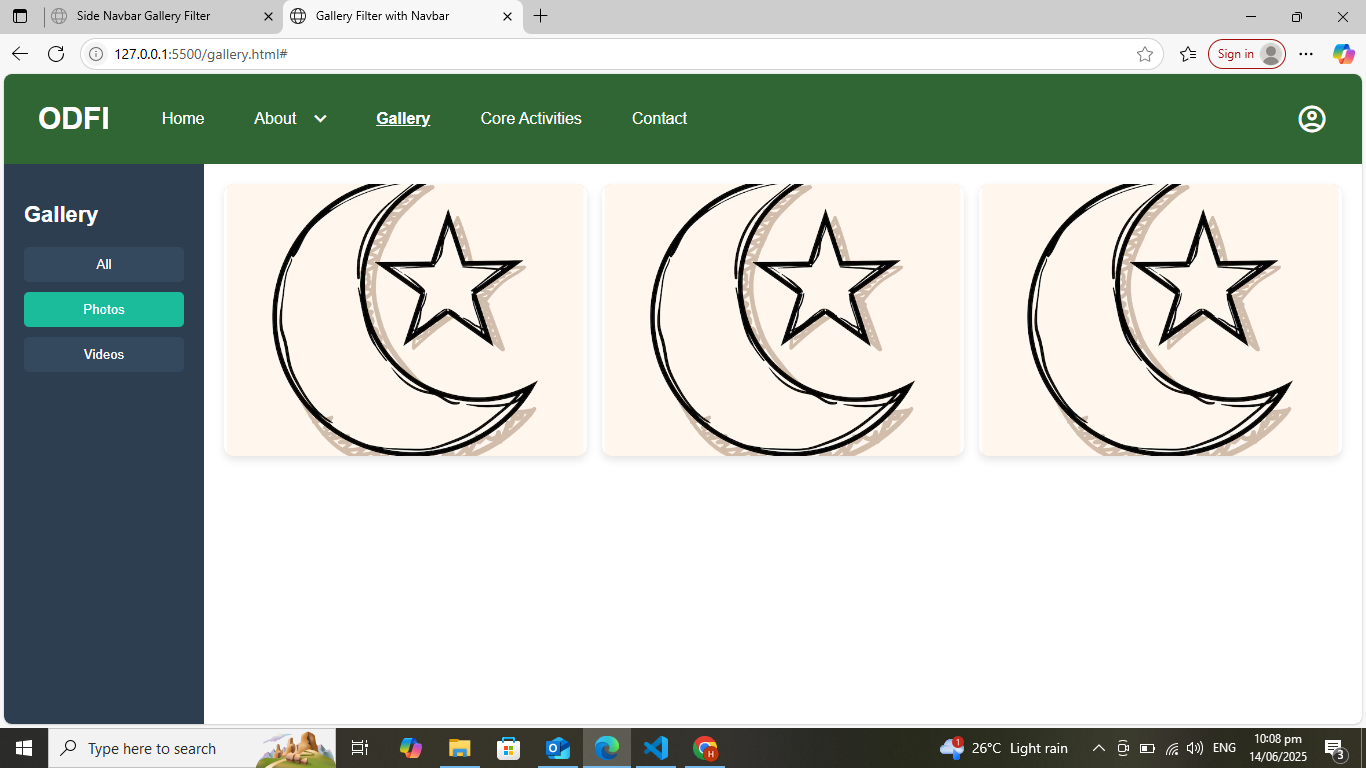 Side Navbar Gallery Filter
Gallery Filter with Navbar
127.0.0.1:5500/gallery.html#
Sign in
ODFI
Home
About
Gallery
Core Activities
Contact
Gallery
All
Photos
Videos
Type here to search
1
26°C Light rain
ENG
10:08 pm
14/06/2025
3